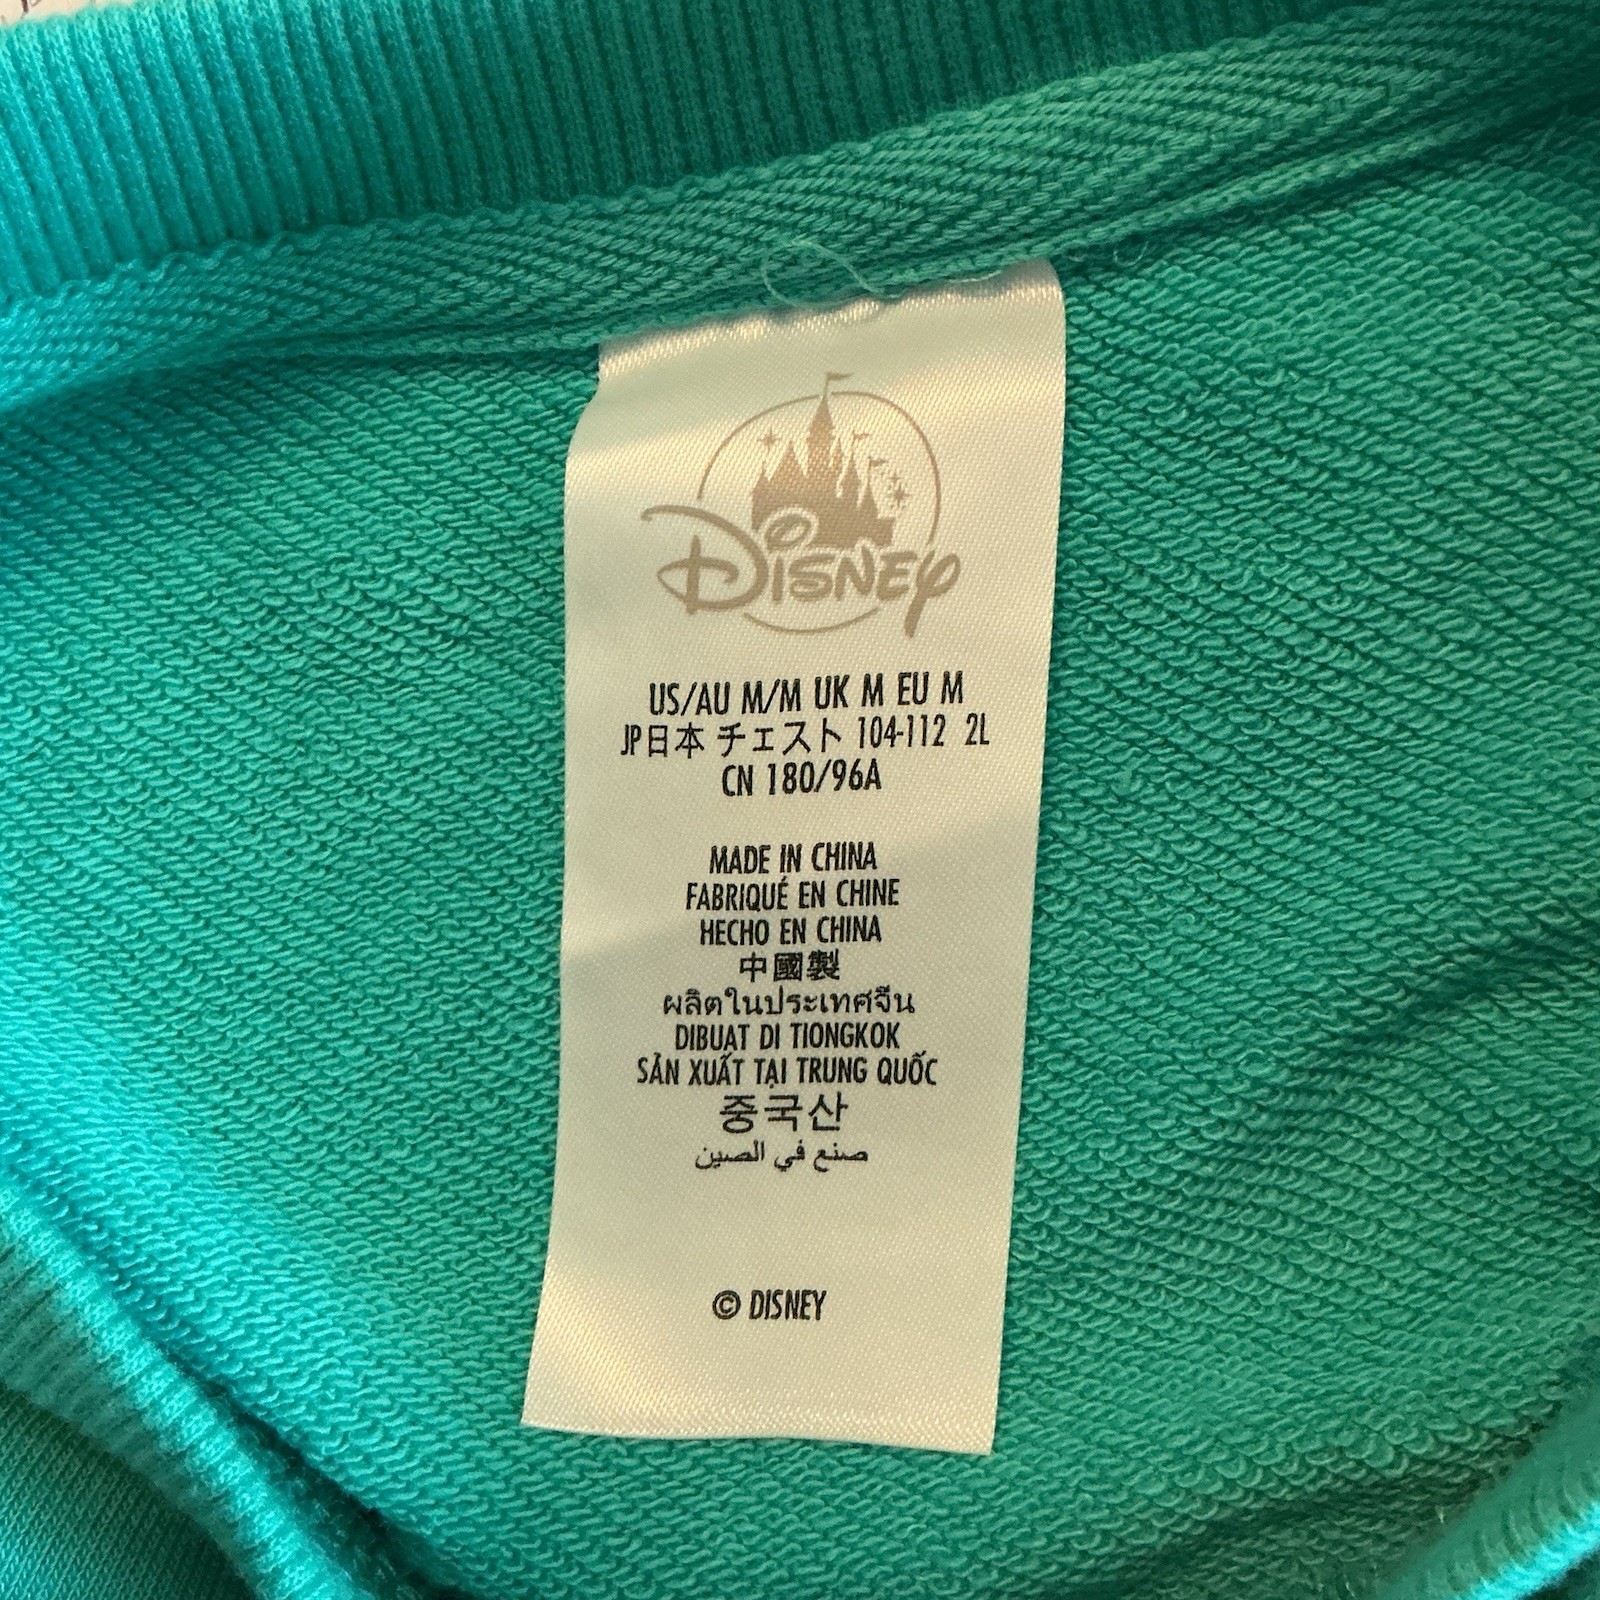 Disney
US/AU M/M UK M EU M
JP日本 チェスト 104-112 2L
CN 180/96A
MADE IN CHINA
FABRIQUÉ EN CHINE
HECHO EN CHINA
中國製
ผลิตในประเทศจีน
DIBUAT DI TIONGKOK
SẢN XUẤT TẠI TRUNG QUỐC
중국산
صنع في الصين
© DISNEY